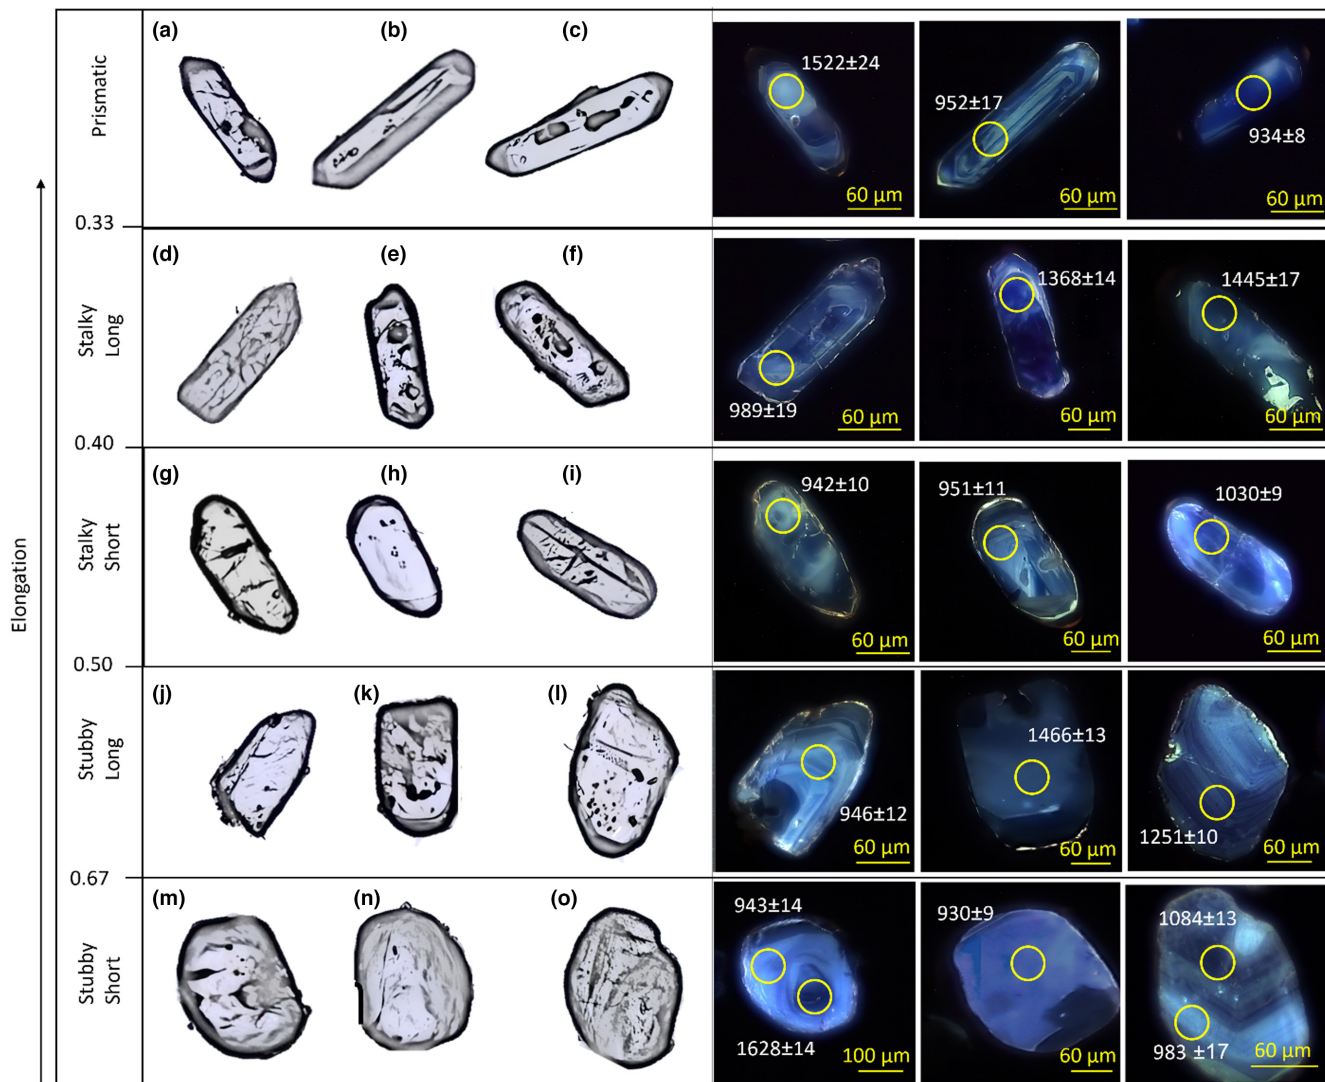 Elongation
Prismatic
(a)
(b)
(c)
1522±24
60 µm
952±17
60 µm
934±8
60 µm
0.33
Stalky
Long
(d)
(e)
(f)
989±19
60 µm
1368±14
60 µm
1445±17
60 µm
0.40
Stalky
Short
(g)
(h)
(i)
942±10
60 µm
951±11
60 µm
1030±9
60 µm
0.50
Stubby
Long
(j)
(k)
(l)
946±12
60 µm
1466±13
60 µm
1251±10
60 µm
0.67
Stubby
Short
(m)
(n)
(o)
943±14
1628±14
100 µm
930±9
60 µm
1084±13
983 ±17
60 µm